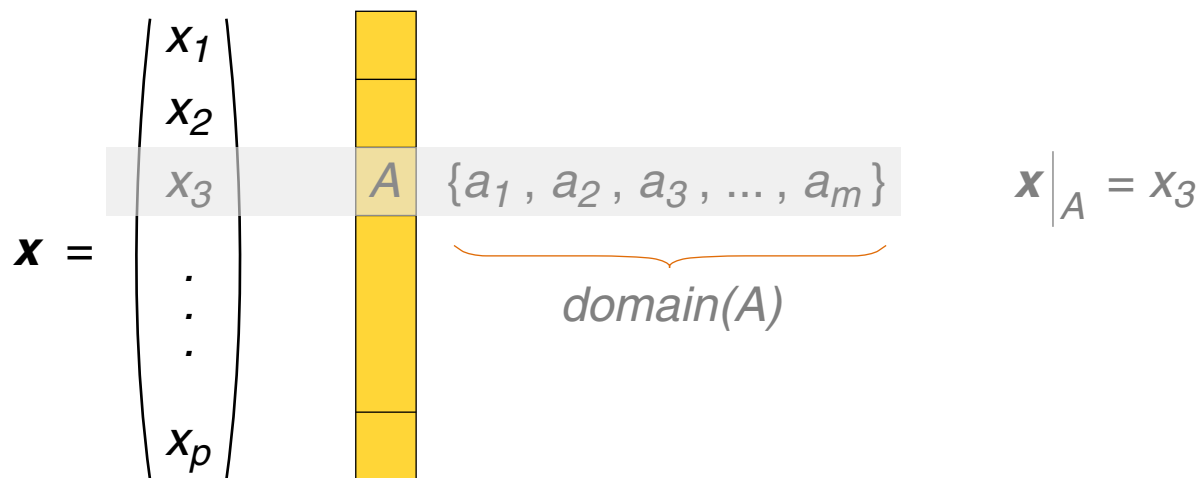 x1
x2
x3 A {a1 , a2 , a3 , ... , am } x|A = x3
x =
.
.
.
domain(A)
xp